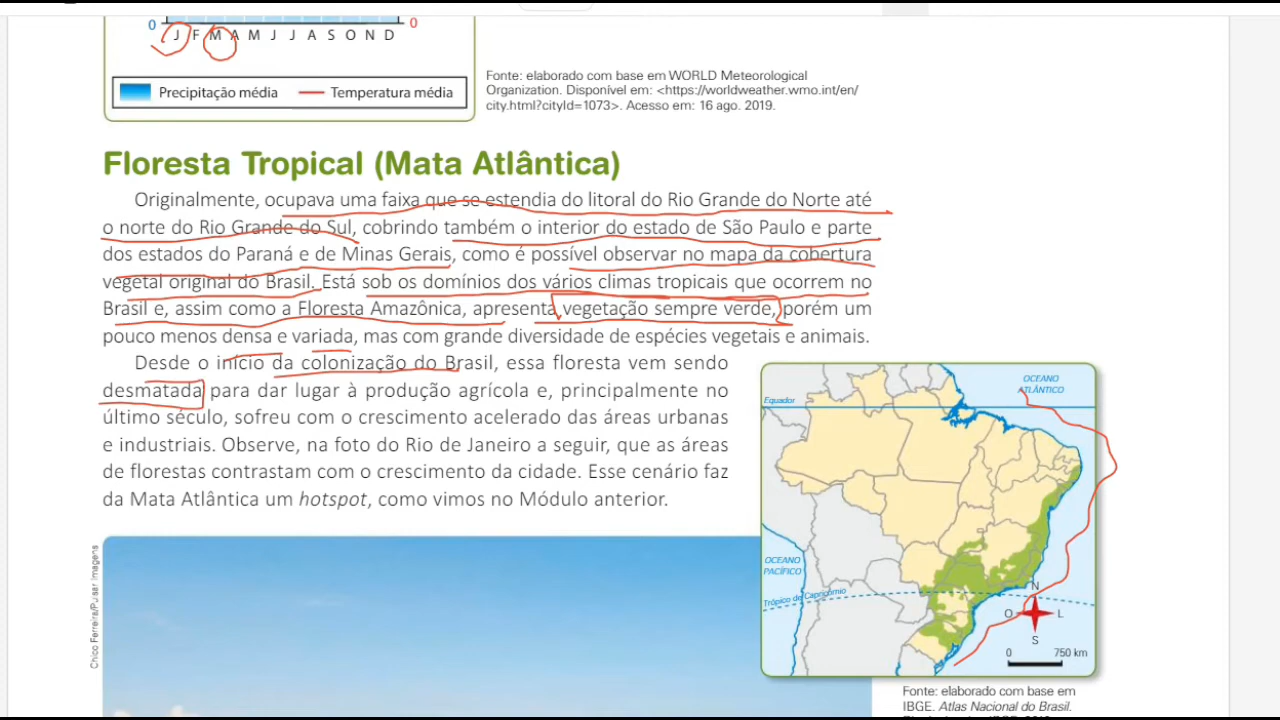 0
0
J F M A M J J A S O N D
Precipitação média
Temperatura média
Fonte: elaborado com base em WORLD Meteorological
Organization. Disponível em: <https://worldweather.wmo.int/en/
city.html?cityId=1073>. Acesso em: 16 ago. 2019.
Floresta Tropical (Mata Atlântica)
Originalmente, ocupava uma faixa que se estendia do litoral do Rio Grande do Norte até
o norte do Rio Grande do Sul, cobrindo também o interior do estado de São Paulo e parte
dos estados do Paraná e de Minas Gerais, como é possível observar no mapa da cobertura
vegetal original do Brasil. Está sob os domínios dos vários climas tropicais que ocorrem no
Brasil e, assim como a Floresta Amazônica, apresenta vegetação sempre verde, porém um
pouco menos densa e variada, mas com grande diversidade de espécies vegetais e animais.
Desde o início da colonização do Brasil, essa floresta vem sendo
desmatada para dar lugar à produção agrícola e, principalmente no
último século, sofreu com o crescimento acelerado das áreas urbanas
e industriais. Observe, na foto do Rio de Janeiro a seguir, que as áreas
de florestas contrastam com o crescimento da cidade. Esse cenário faz
da Mata Atlântica um hotspot, como vimos no Módulo anterior.
OCEANO
ATLÂNTICO
Equador
OCEANO
PACÍFICO
Trópico de Capricórnio
N
O L
S
0 750 km
Chico Ferreira/Pulsar Imagens
Fonte: elaborado com base em
IBGE. Atlas Nacional do Brasil.